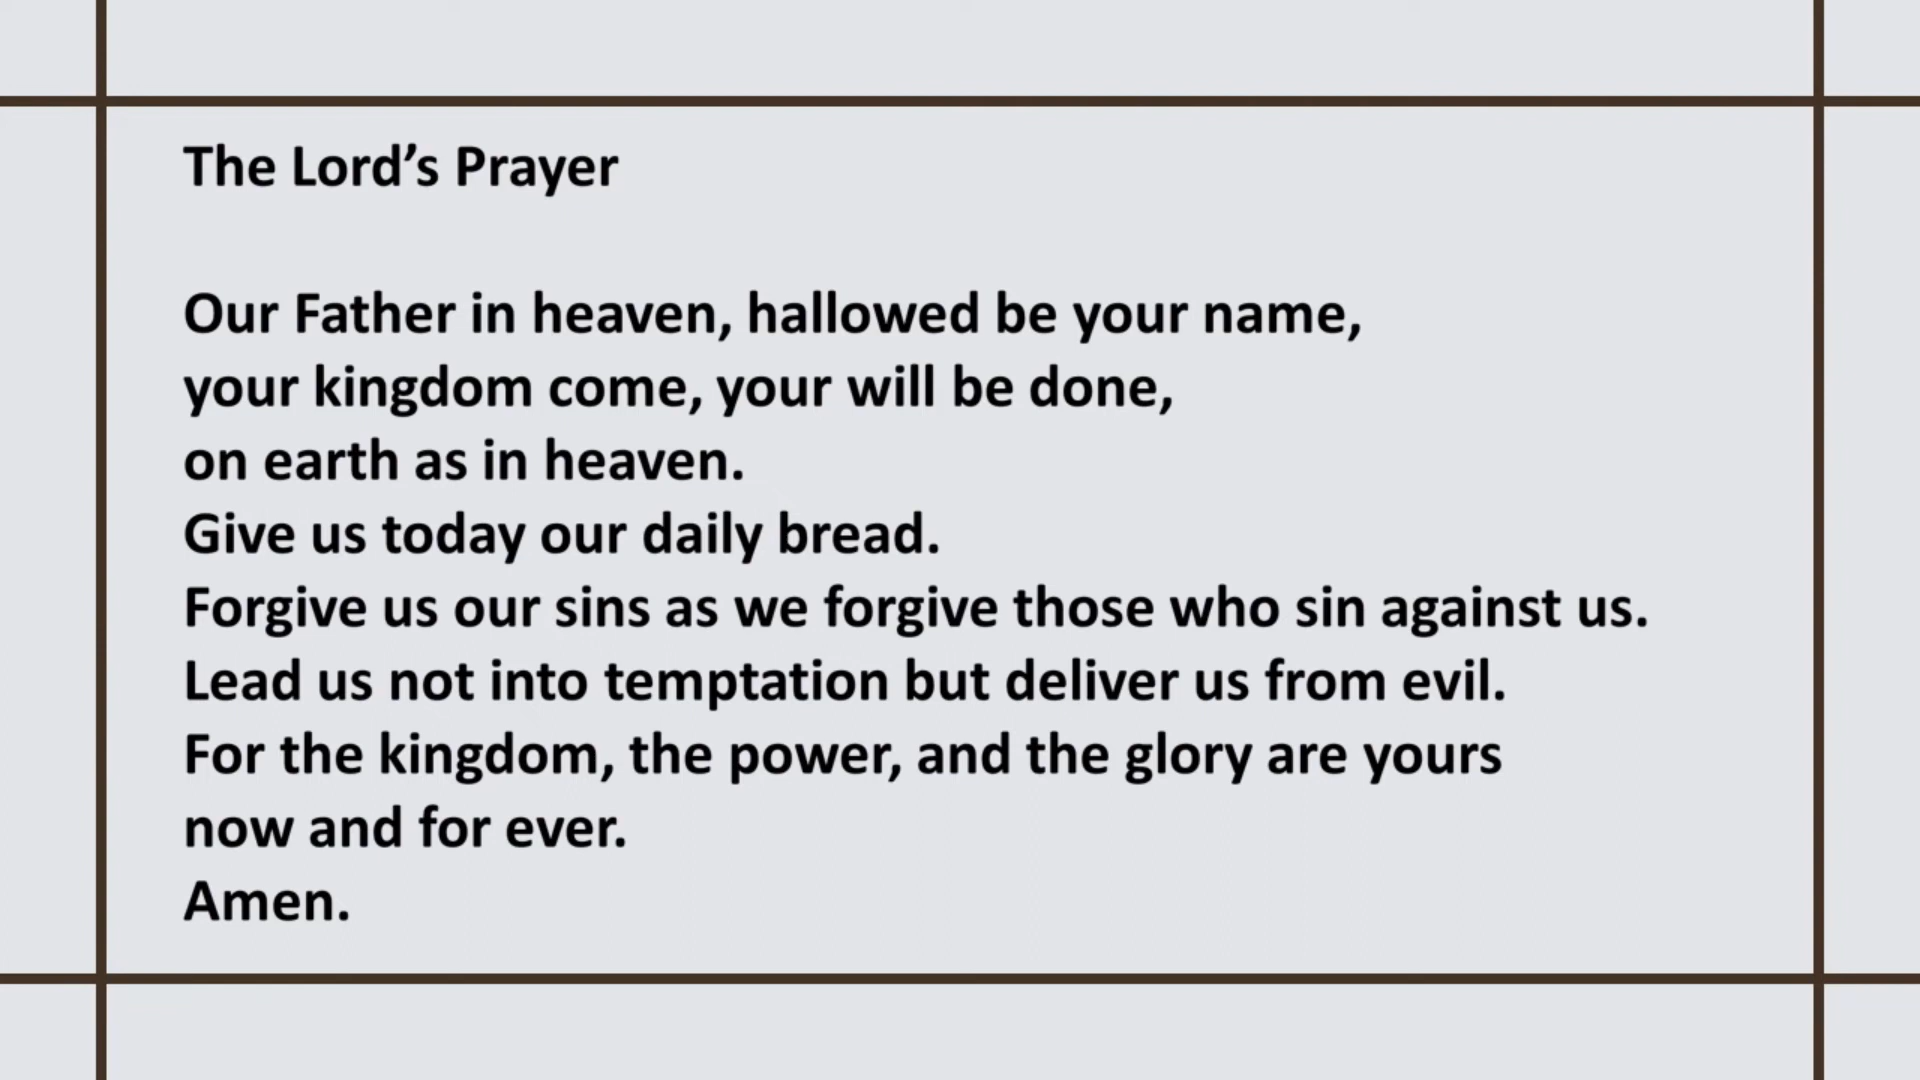 The Lord’s Prayer
Our Father in heaven, hallowed be your name,
your kingdom come, your will be done,
on earth as in heaven.
Give us today our daily bread.
Forgive us our sins as we forgive those who sin against us.
Lead us not into temptation but deliver us from evil.
For the kingdom, the power, and the glory are yours
now and for ever.
Amen.